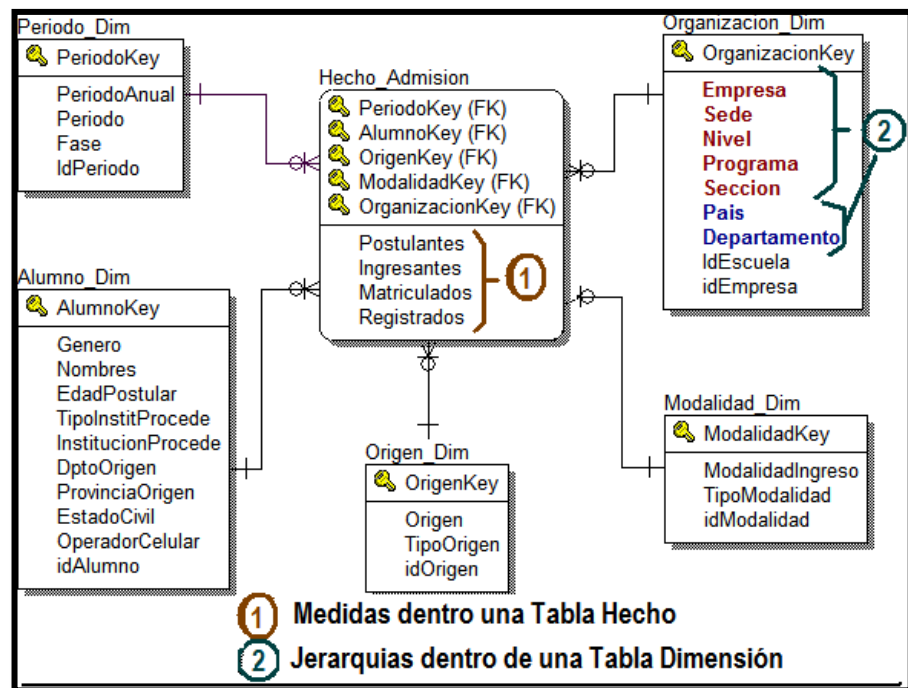 Periodo_Dim
PeriodoKey
PeriodoAnual
Periodo
Fase
IdPeriodo
Hecho_Admision
PeriodoKey (FK)
AlumnoKey (FK)
OrigenKey (FK)
ModalidadKey (FK)
OrganizacionKey (FK)
Postulantes
Ingresantes
Matriculados
Registrados
1
Organizacion_Dim
OrganizacionKey
Empresa
Sede
Nivel
Programa
Seccion
Pais
Departamento
IdEscuela
idEmpresa
2
Alumno_Dim
AlumnoKey
Genero
Nombres
EdadPostular
TipoInstitProcede
InstitucionProcede
DptoOrigen
ProvinciaOrigen
EstadoCivil
OperadorCelular
idAlumno
Origen_Dim
OrigenKey
Origen
TipoOrigen
idOrigen
Modalidad_Dim
ModalidadKey
ModalidadIngreso
TipoModalidad
idModalidad
1 Medidas dentro una Tabla Hecho
2 Jerarquias dentro de una Tabla Dimensión